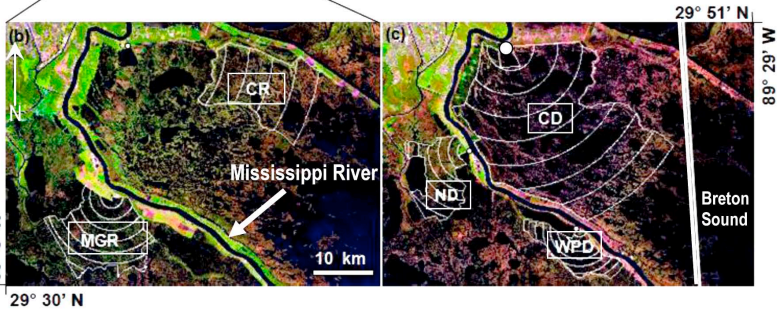 29° 51' N
(b)
N
CR
Mississippi River
MGR
10 km
29° 30' N
(c)
CD
ND
WPD
Breton
Sound
89° 29' W